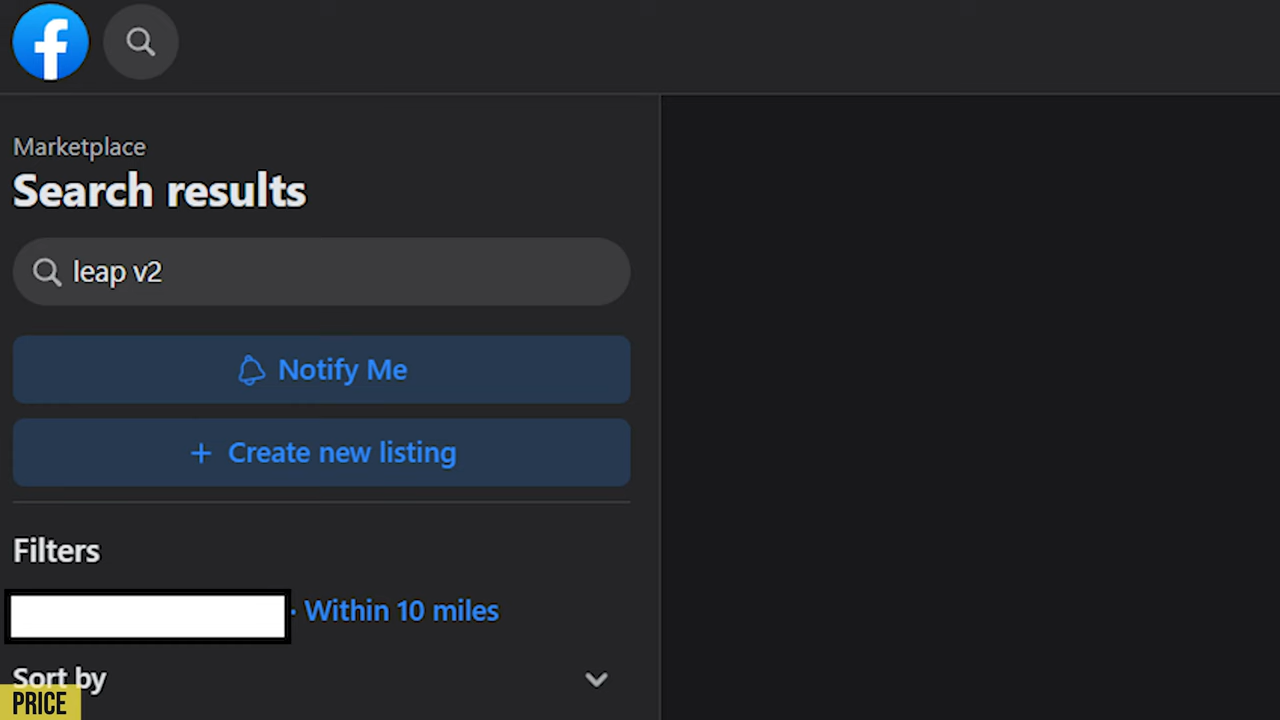 Marketplace
Search results
leap v2
Notify Me
+ Create new listing
Filters
· Within 10 miles
Sort by
PRICE